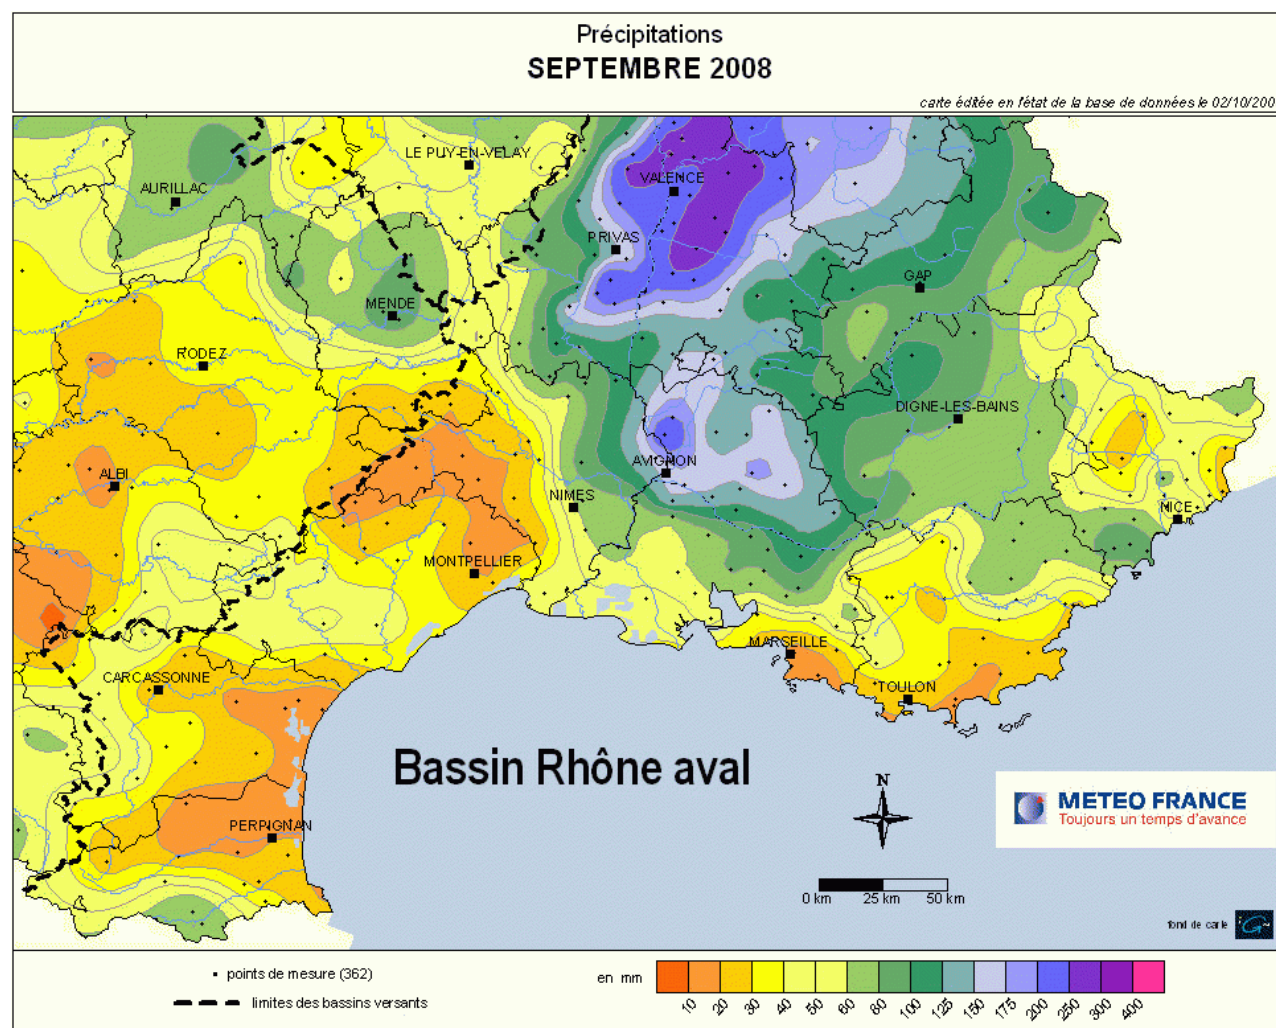 Précipitations
SEPTEMBRE 2008
carte éditée en l'état de la base de données le 02/10/200
LE PUY-EN-VELAY
AURILLAC
VALENCE
PRIVAS
GAP
MENDE
RODEZ
DIGNE-LES-BAINS
AVIGNON
ALBI
NIMES
NICE
MONTPELLIER
MARSEILLE
CARCASSONNE
TOULON
Bassin Rhône aval
N
METEO FRANCE
Toujours un temps d'avance
PERPIGNAN
0 km 25 km 50 km
fond de carte
points de mesure (362)
en mm
limites des bassins versants
10 20 30 40 50 60 80 100 125 150 175 200 250 300 400